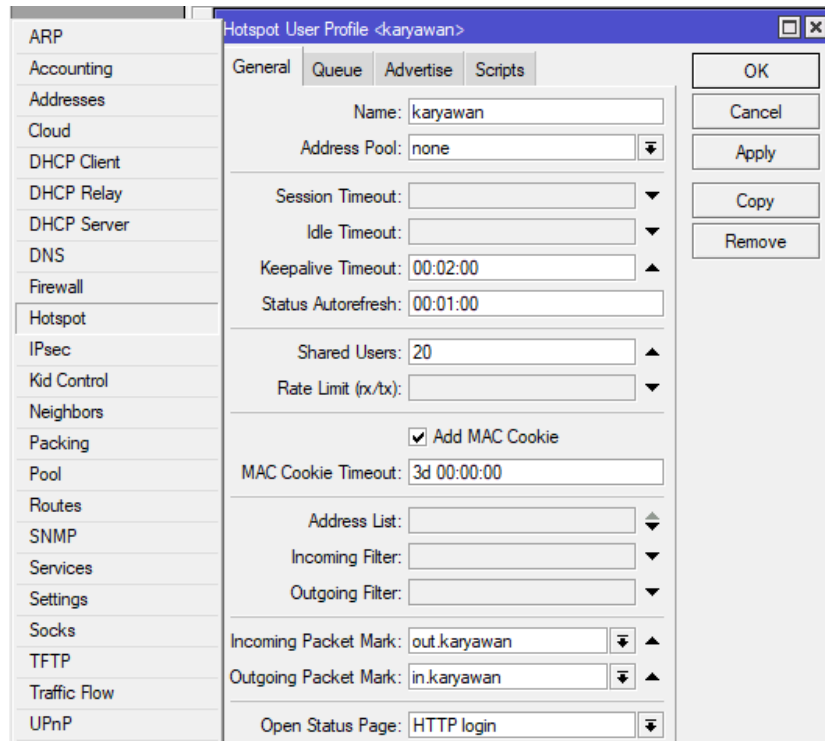 ARP
Accounting
Addresses
Cloud
DHCP Client
DHCP Relay
DHCP Server
DNS
Firewall
Hotspot
IPsec
Kid Control
Neighbors
Packing
Pool
Routes
SNMP
Services
Settings
Socks
TFTP
Traffic Flow
UPnP
Hotspot User Profile <karyawan>
General Queue Advertise Scripts
Name: karyawan
Address Pool: none
Session Timeout:
Idle Timeout:
Keepalive Timeout: 00:02:00
Status Autorefresh: 00:01:00
Shared Users: 20
Rate Limit (rx/tx):
Add MAC Cookie
MAC Cookie Timeout: 3d 00:00:00
Address List:
Incoming Filter:
Outgoing Filter:
Incoming Packet Mark: out.karyawan
Outgoing Packet Mark: in.karyawan
Open Status Page: HTTP login
OK
Cancel
Apply
Copy
Remove